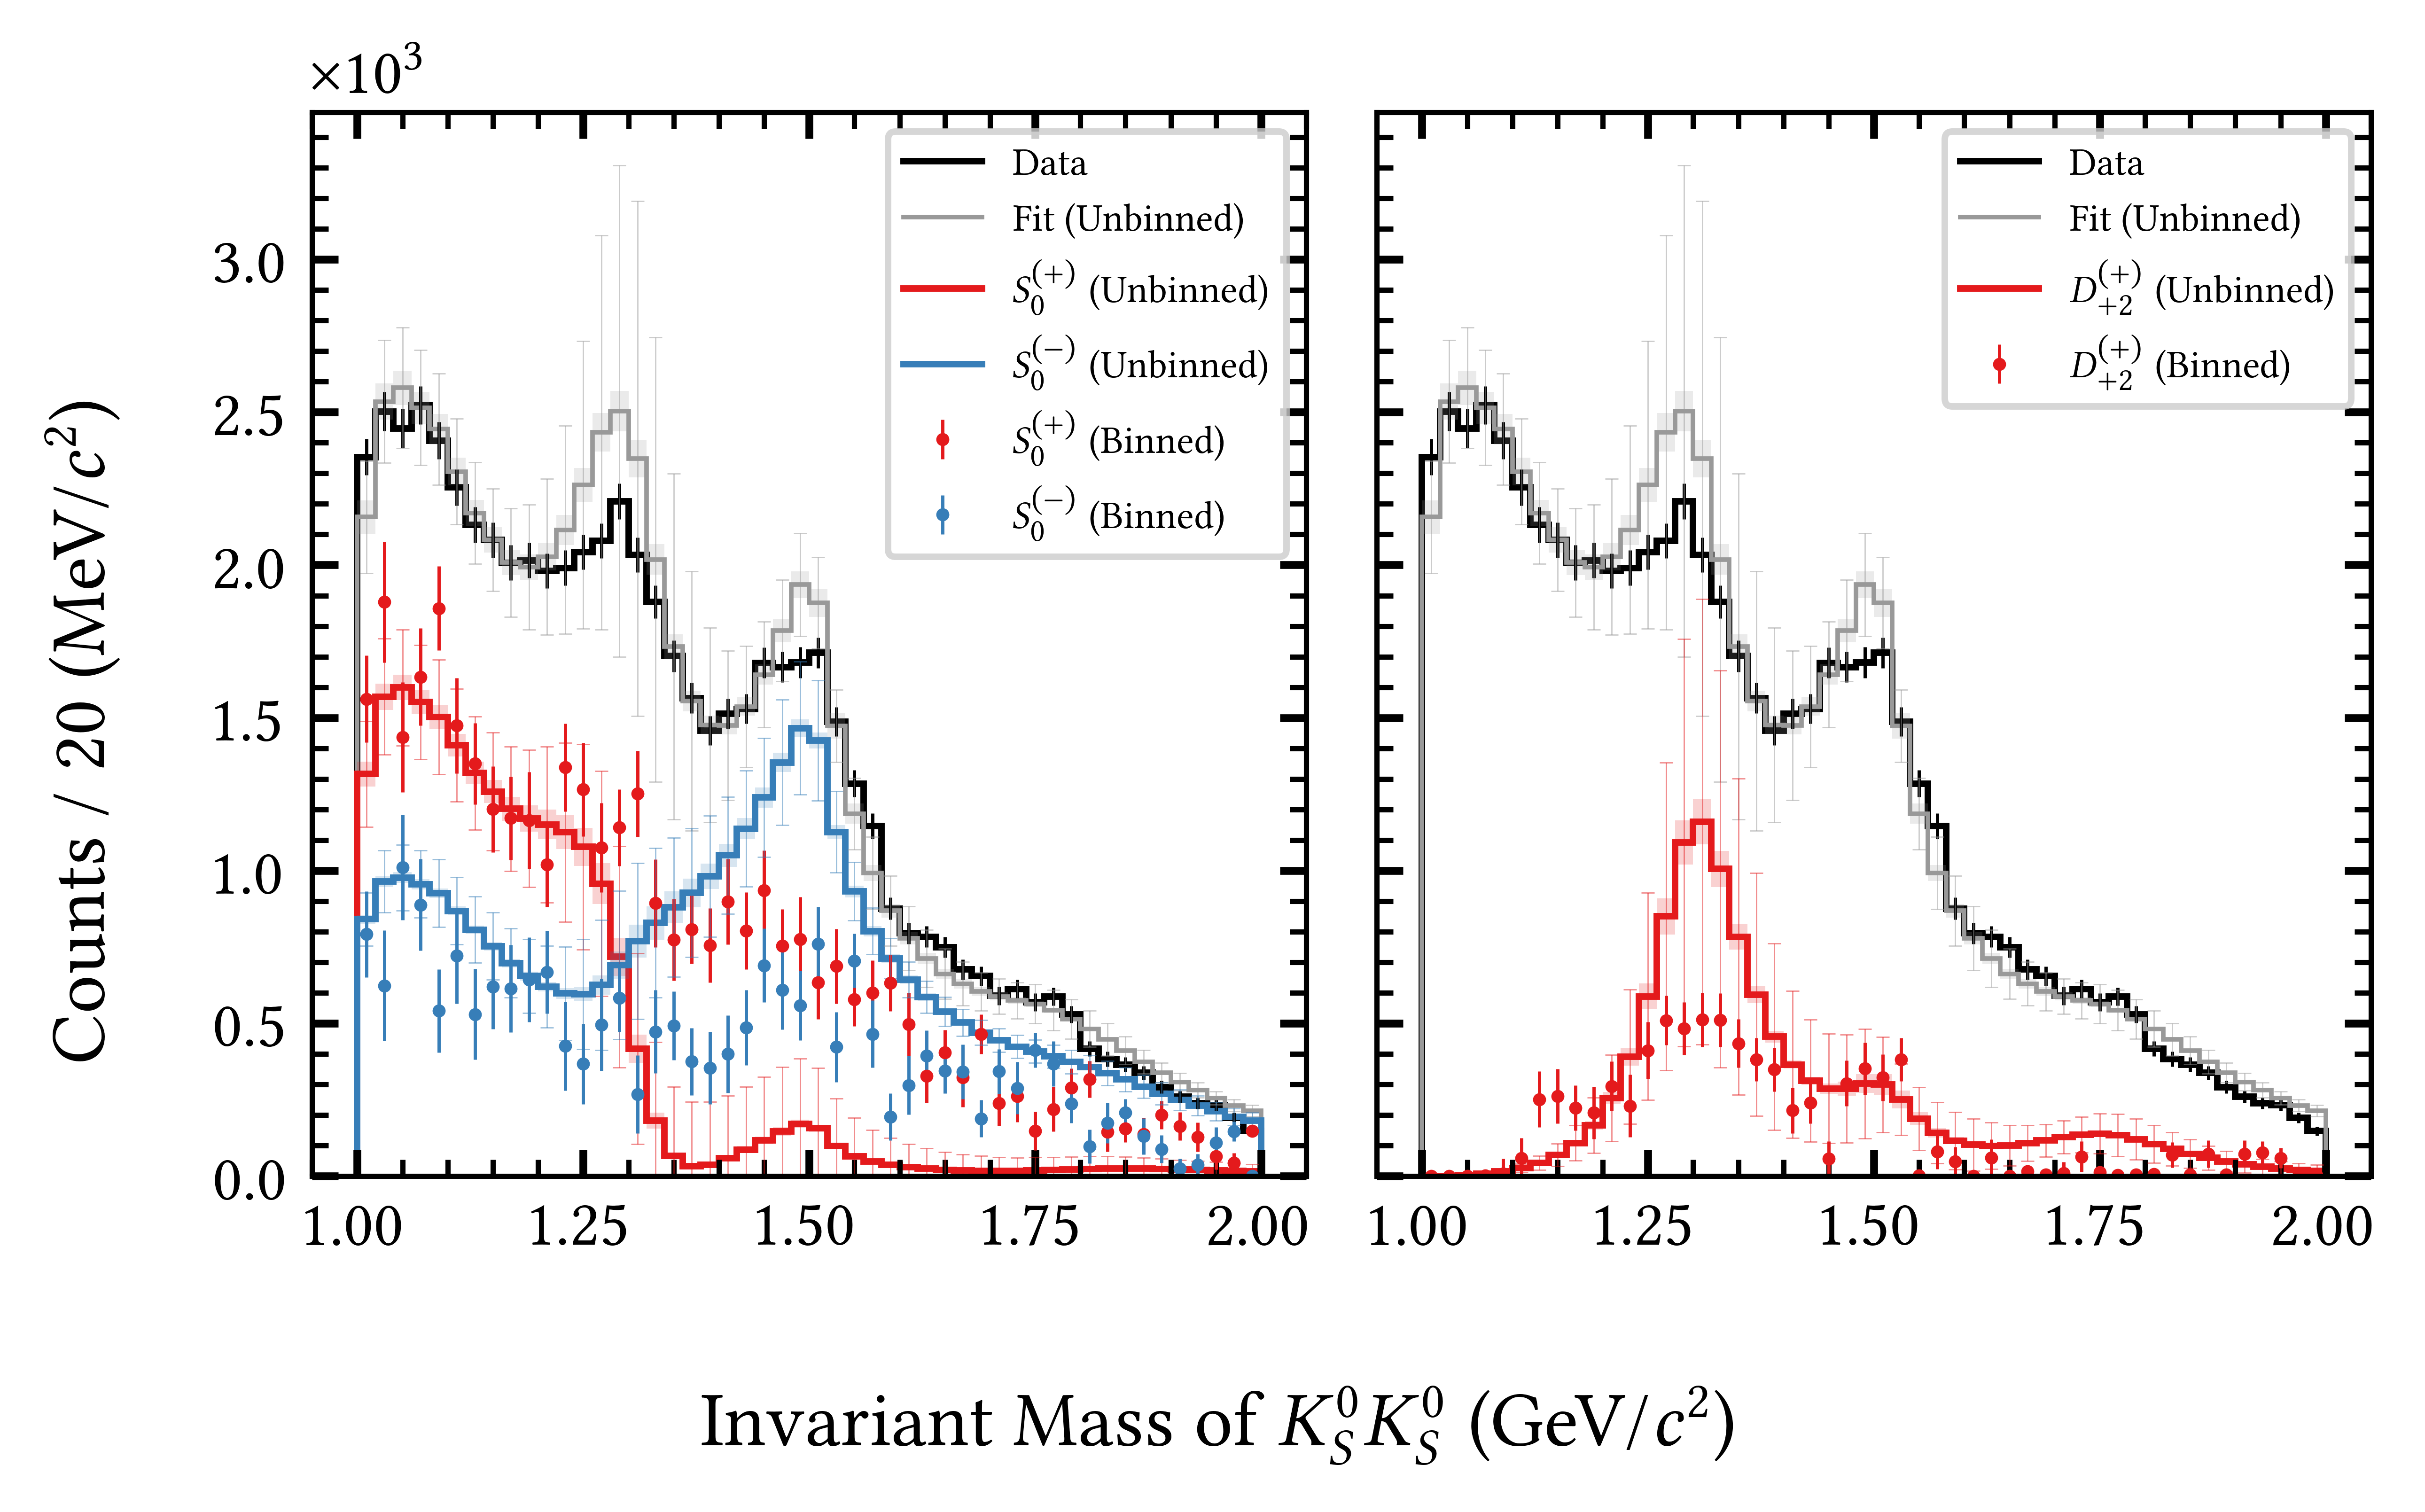 ×10³
Counts / 20 (MeV/c²)
3.0
2.5
2.0
1.5
1.0
0.5
0.0
Data
Fit (Unbinned)
S₀⁽⁺⁾ (Unbinned)
S₀⁽⁻⁾ (Unbinned)
S₀⁽⁺⁾ (Binned)
S₀⁽⁻⁾ (Binned)
1.00 1.25 1.50 1.75 2.00
Data
Fit (Unbinned)
D₊₂⁽⁺⁾ (Unbinned)
D₊₂⁽⁺⁾ (Binned)
1.00 1.25 1.50 1.75 2.00
Invariant Mass of K_S⁰K_S⁰ (GeV/c²)